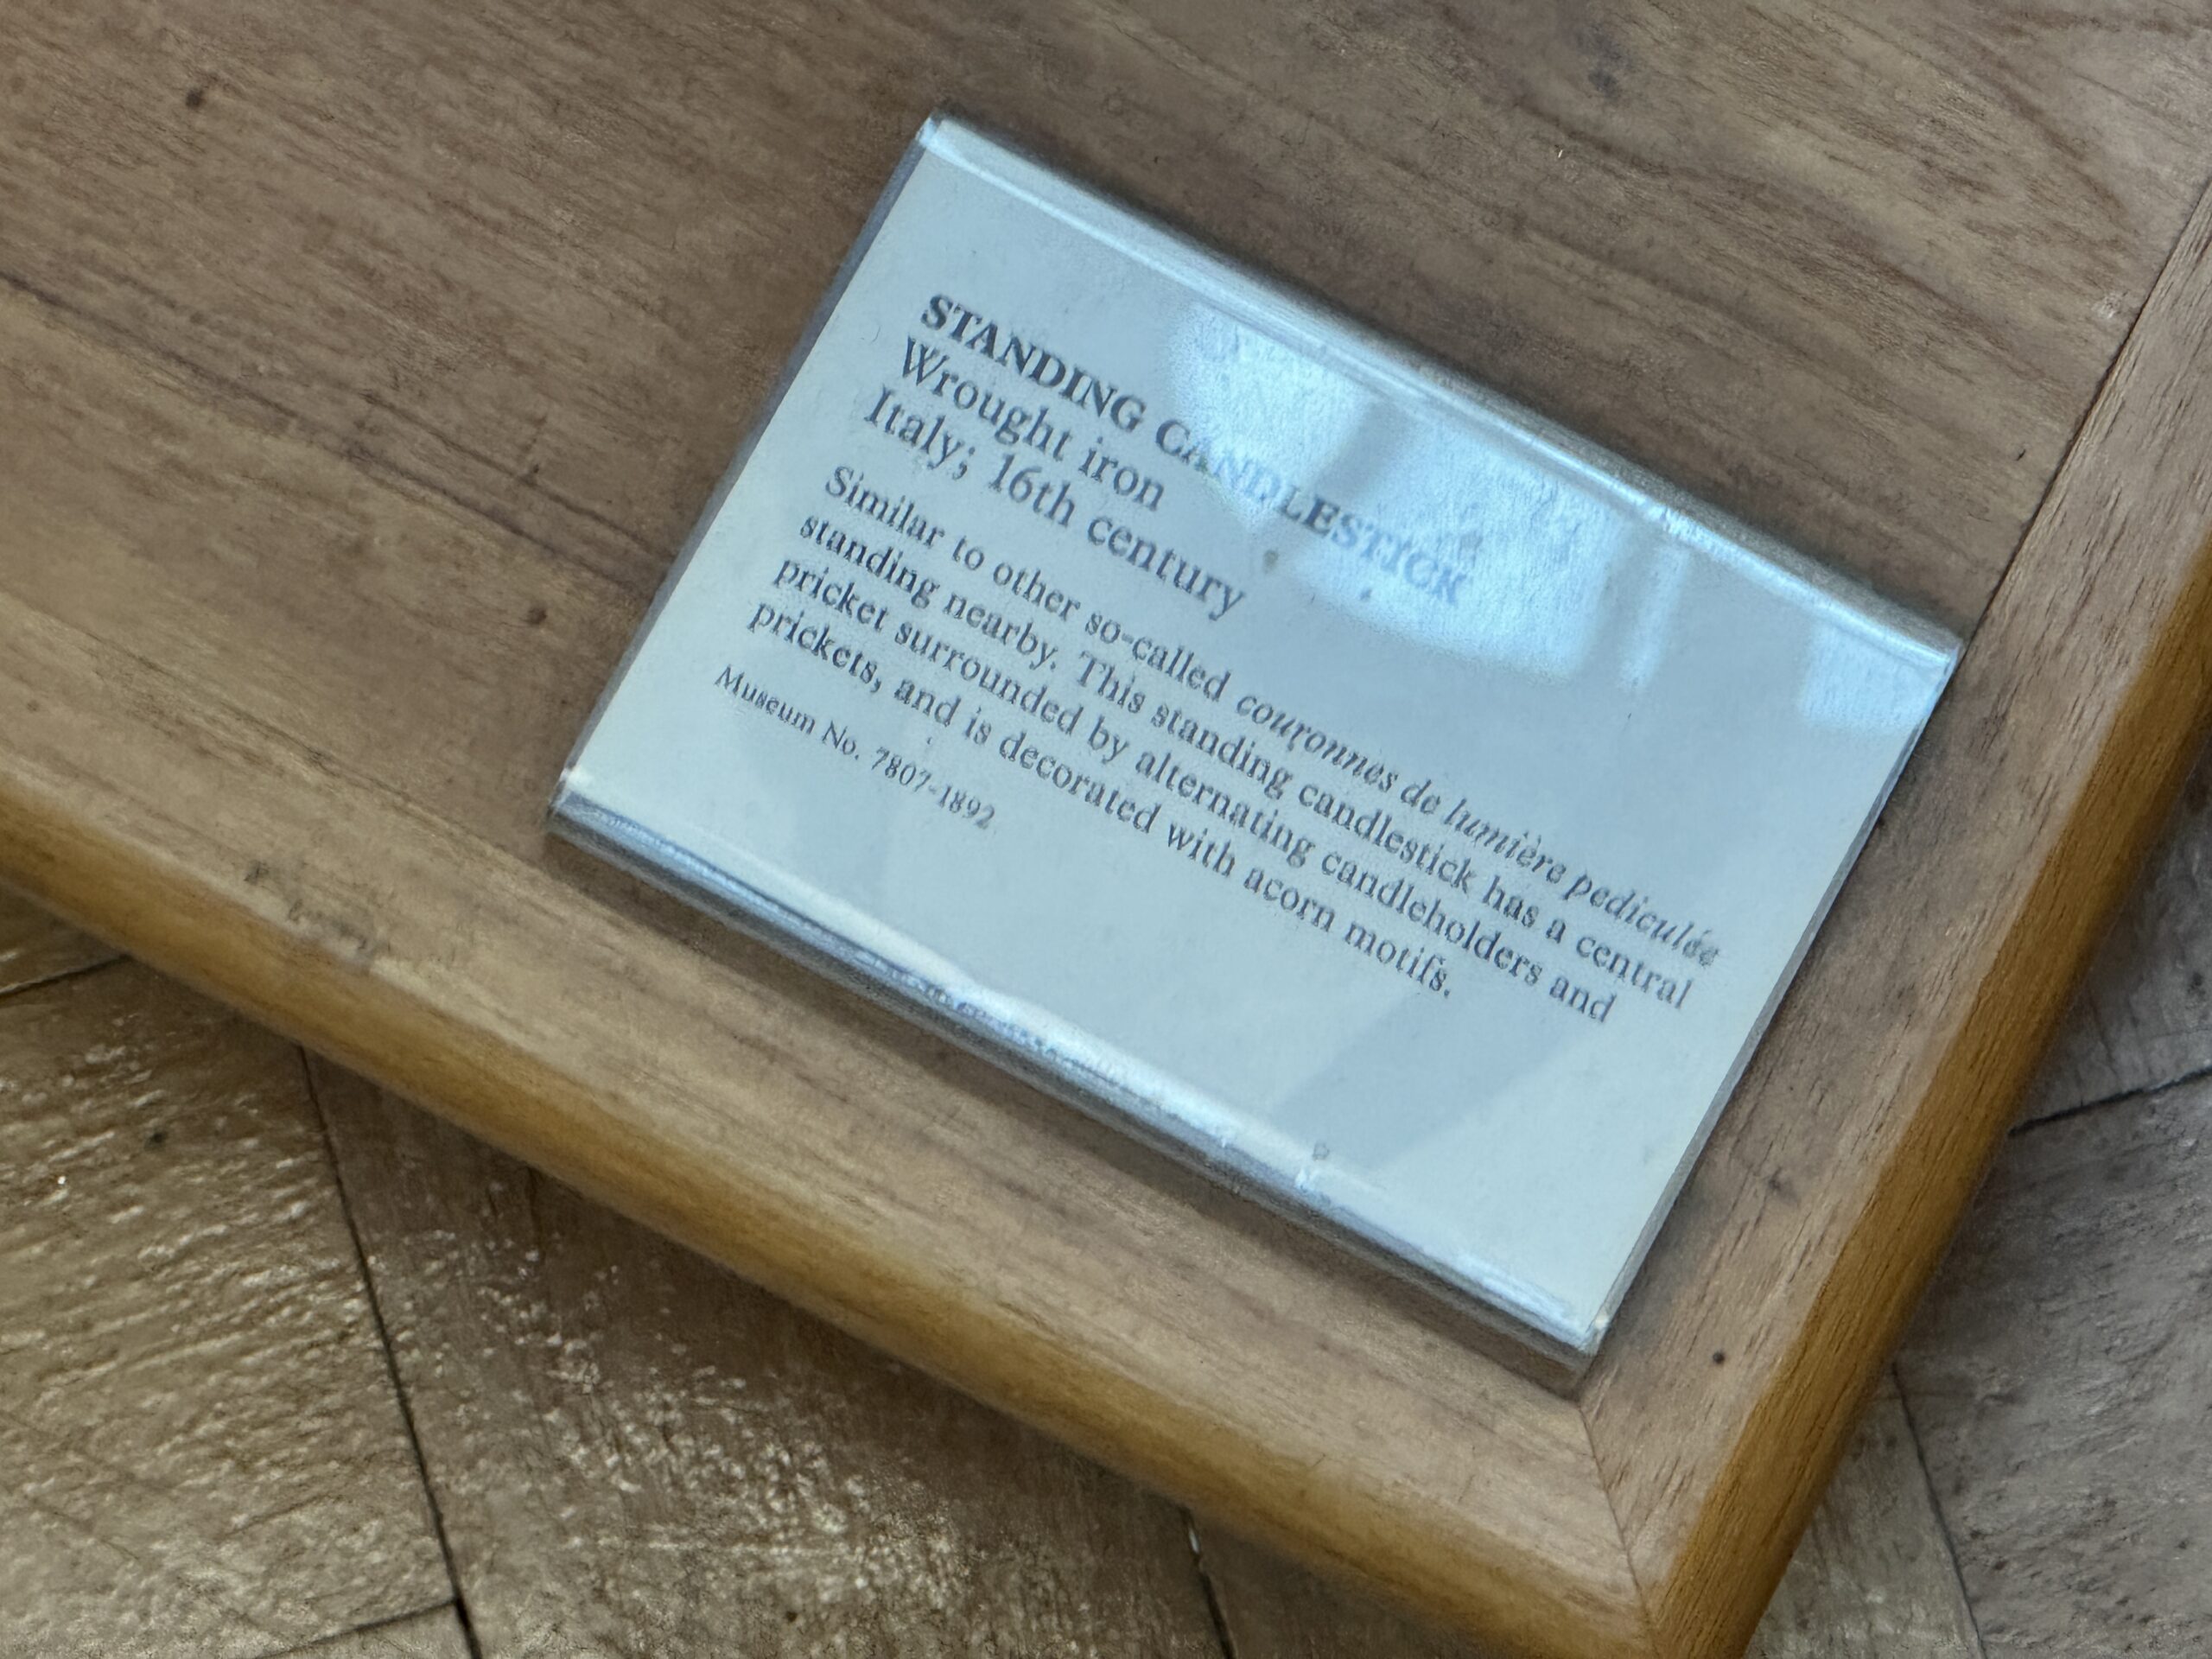 STANDING CANDLESTICK
Wrought iron
Italy; 16th century
Similar to other so-called couronnes de lumière pediculée
standing nearby. This standing candlestick has a central
pricket surrounded by alternating candleholders and
prickets, and is decorated with acorn motifs.
Museum No. 7807-1892